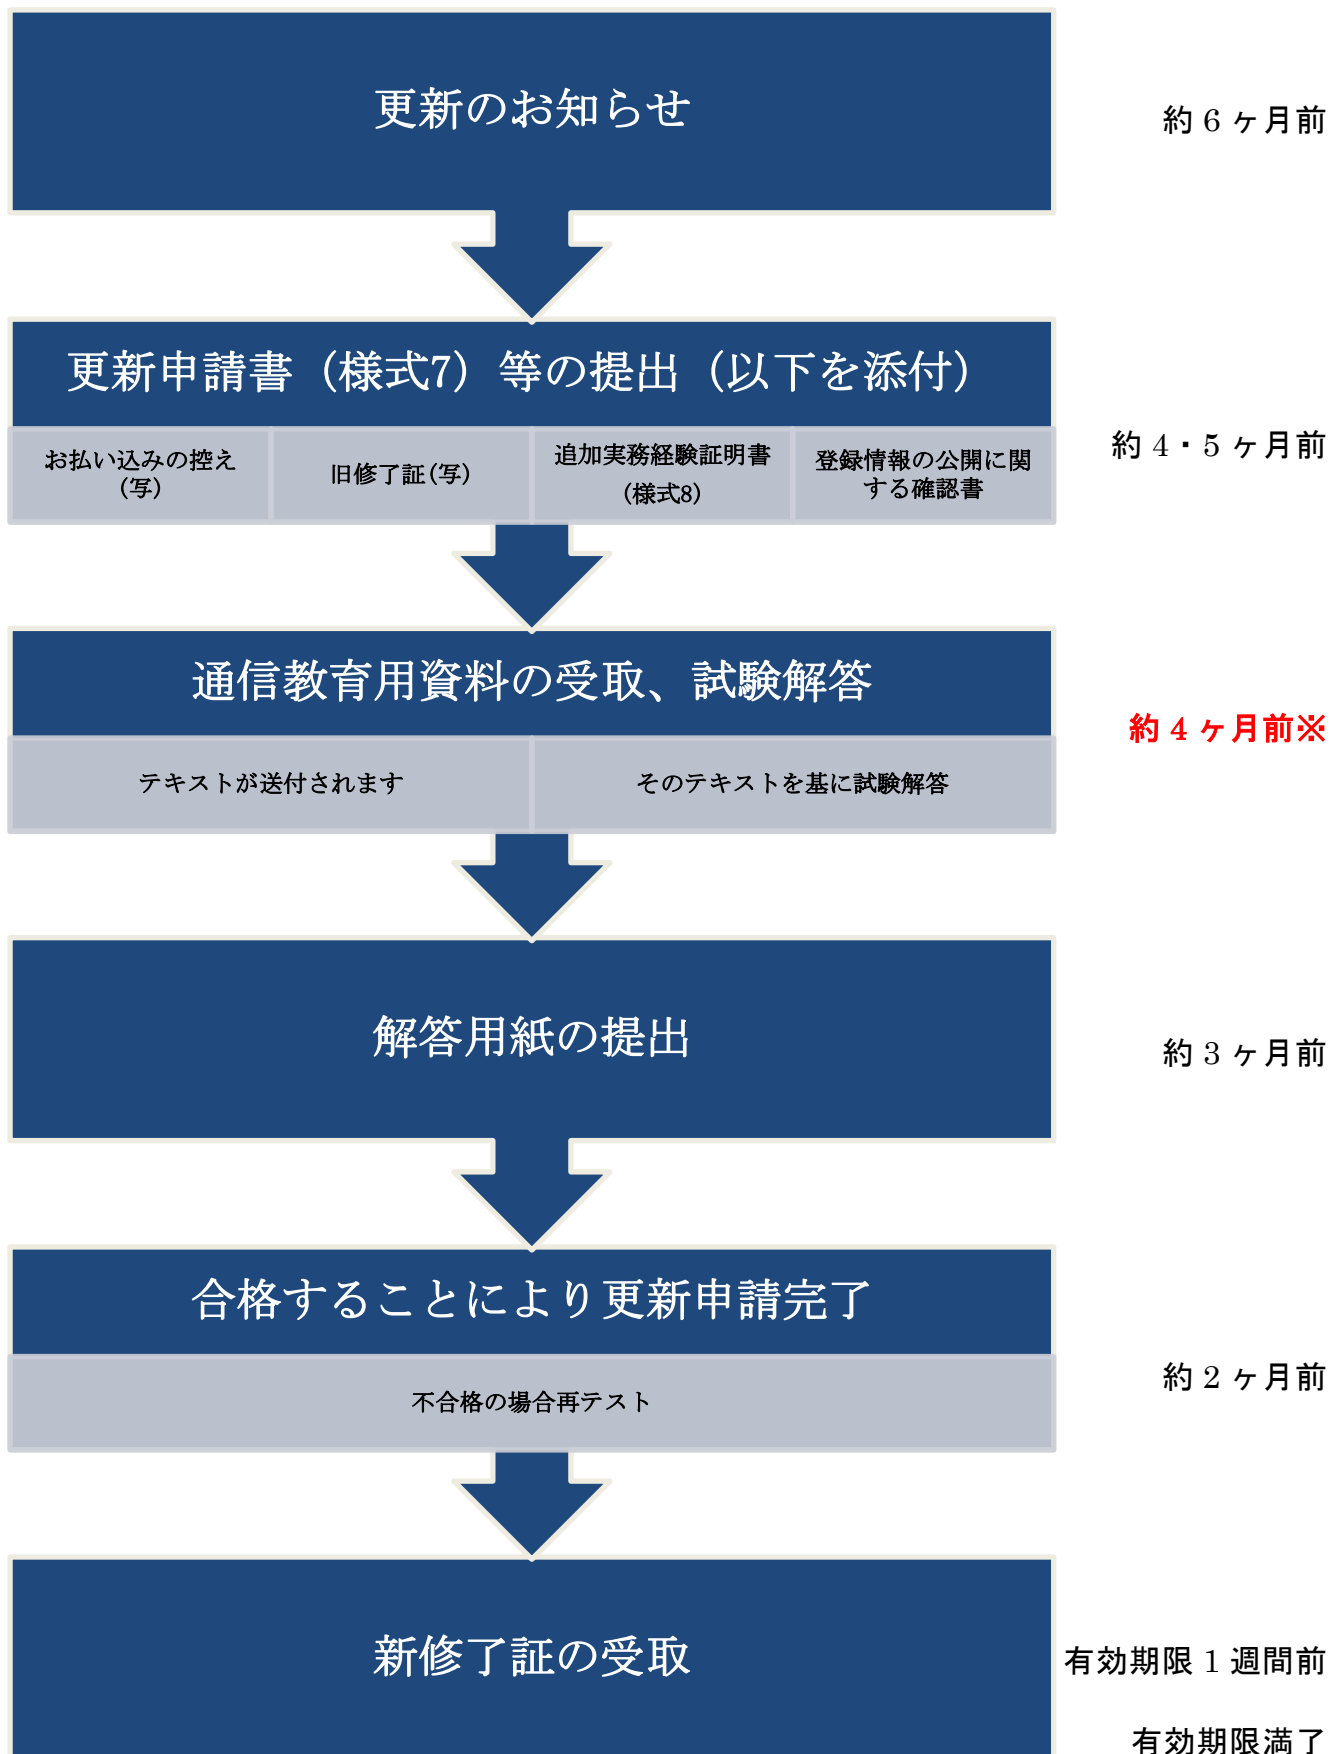 更新のお知らせ
約 6 ヶ月前
更新申請書（様式7）等の提出（以下を添付）
お払い込みの控え
(写)
旧修了証(写)
追加実務経験証明書
(様式8)
登録情報の公開に関
する確認書
約 4・5 ヶ月前
通信教育用資料の受取、試験解答
テキストが送付されます
そのテキストを基に試験解答
約 4 ヶ月前※
解答用紙の提出
約 3 ヶ月前
合格することにより更新申請完了
不合格の場合再テスト
約 2 ヶ月前
新修了証の受取
有効期限 1 週間前
有効期限満了